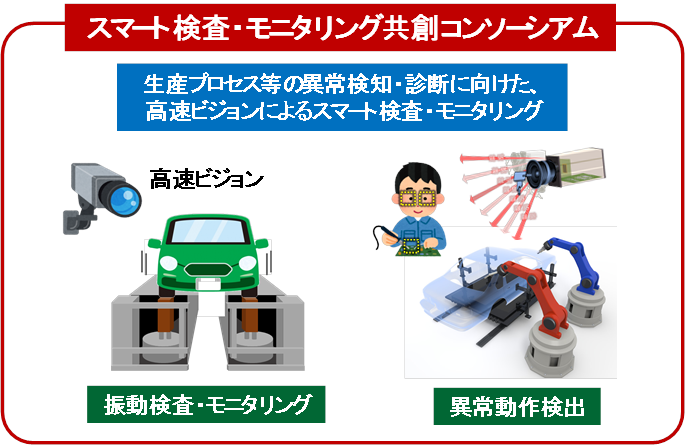 スマート検査・モニタリング共創コンソーシアム
生産プロセス等の異常検知・診断に向けた、
高速ビジョンによるスマート検査・モニタリング
高速ビジョン
振動検査・モニタリング
異常動作検出